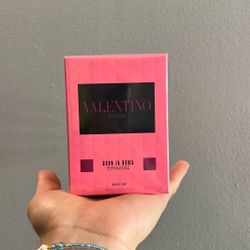 VALENTINO
BORN IN ROMA
EXTRADOSE
PARFUM